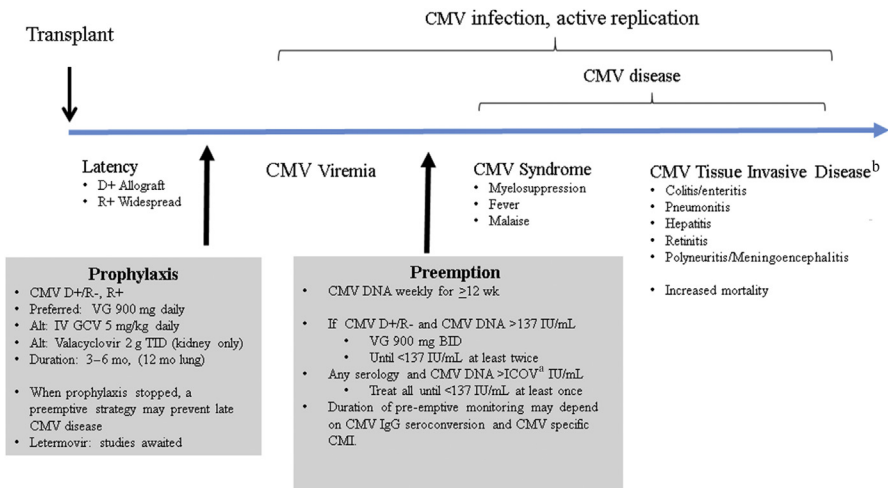 CMV infection, active replication
Transplant
CMV disease
Latency
• D+ Allograft
• R+ Widespread
CMV Viremia
CMV Syndrome
• Myelosuppression
• Fever
• Malaise
CMV Tissue Invasive Diseaseᵇ
• Colitis/enteritis
• Pneumonitis
• Hepatitis
• Retinitis
• Polyneuritis/Meningoencephalitis
• Increased mortality
Prophylaxis
• CMV D+/R-, R+
• Preferred: VG 900 mg daily
• Alt: IV GCV 5 mg/kg daily
• Alt: Valacyclovir 2 g TID (kidney only)
• Duration: 3–6 mo, (12 mo lung)
• When prophylaxis stopped, a
preemptive strategy may prevent late
CMV disease
• Letermovir: studies awaited
Preemption
• CMV DNA weekly for ≥12 wk
• If CMV D+/R- and CMV DNA >137 IU/mL
• VG 900 mg BID
• Until <137 IU/mL at least twice
• Any serology and CMV DNA >ICOVᵃ IU/mL
• Treat all until <137 IU/mL at least once
• Duration of pre-emptive monitoring may depend
on CMV IgG seroconversion and CMV specific
CMI.